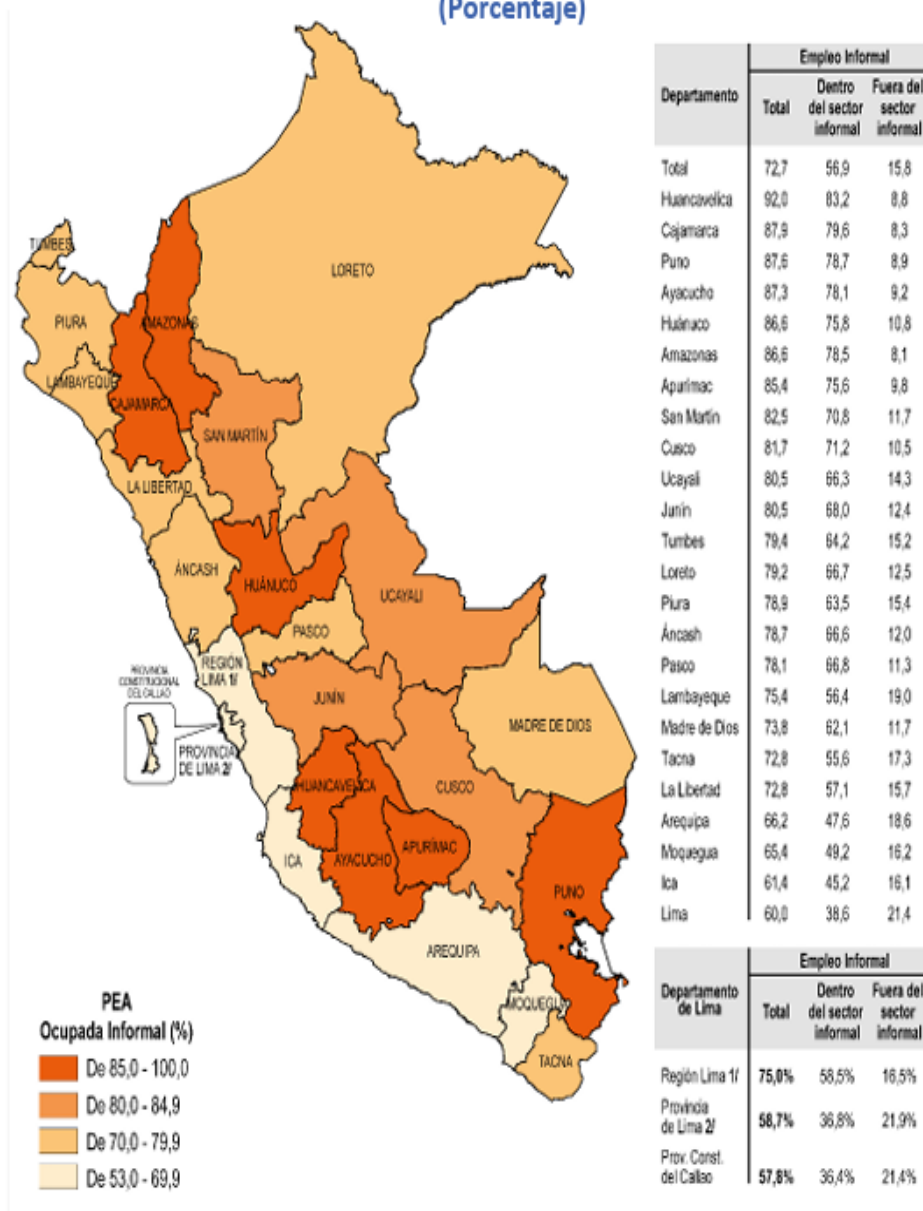 (Porcentaje)
TUMBES
PIURA
LAMBAYEQUE
CAJAMARCA
AMAZONAS
LORETO
SAN MARTÍN
LA LIBERTAD
ÁNCASH
HUÁNUCO
UCAYALI
PASCO
REGIÓN
LIMA 1/
PROVINCIA
CONSTITUCIONAL
DEL CALLAO
PROVINCIA
DE LIMA 2/
JUNÍN
MADRE DE DIOS
HUANCAVELICA
CUSCO
ICA
AYACUCHO
APURÍMAC
PUNO
AREQUIPA
MOQUEGUA
TACNA
PEA
Ocupada Informal (%)
De 85,0 - 100,0
De 80,0 - 84,9
De 70,0 - 79,9
De 53,0 - 69,9
Departamento
Empleo Informal
Total
Dentro
del sector
informal
Fuera del
sector
informal
Total 72,7 56,9 15,8
Huancavelica 92,0 83,2 8,8
Cajamarca 87,9 79,6 8,3
Puno 87,6 78,7 8,9
Ayacucho 87,3 78,1 9,2
Huánuco 86,6 75,8 10,8
Amazonas 86,6 78,5 8,1
Apurímac 85,4 75,6 9,8
San Martín 82,5 70,8 11,7
Cusco 81,7 71,2 10,5
Ucayali 80,5 66,3 14,3
Junín 80,5 68,0 12,4
Tumbes 79,4 64,2 15,2
Loreto 79,2 66,7 12,5
Piura 78,9 63,5 15,4
Áncash 78,7 66,6 12,0
Pasco 78,1 66,8 11,3
Lambayeque 75,4 56,4 19,0
Madre de Dios 73,8 62,1 11,7
Tacna 72,8 55,6 17,3
La Libertad 72,8 57,1 15,7
Arequipa 66,2 47,6 18,6
Moquegua 65,4 49,2 16,2
Ica 61,4 45,2 16,1
Lima 60,0 38,6 21,4
Departamento
de Lima
Empleo Informal
Total
Dentro
del sector
informal
Fuera del
sector
informal
Región Lima 1/ 75,0% 58,5% 16,5%
Provincia
de Lima 2/ 58,7% 36,8% 21,9%
Prov. Const.
del Callao 57,8% 36,4% 21,4%